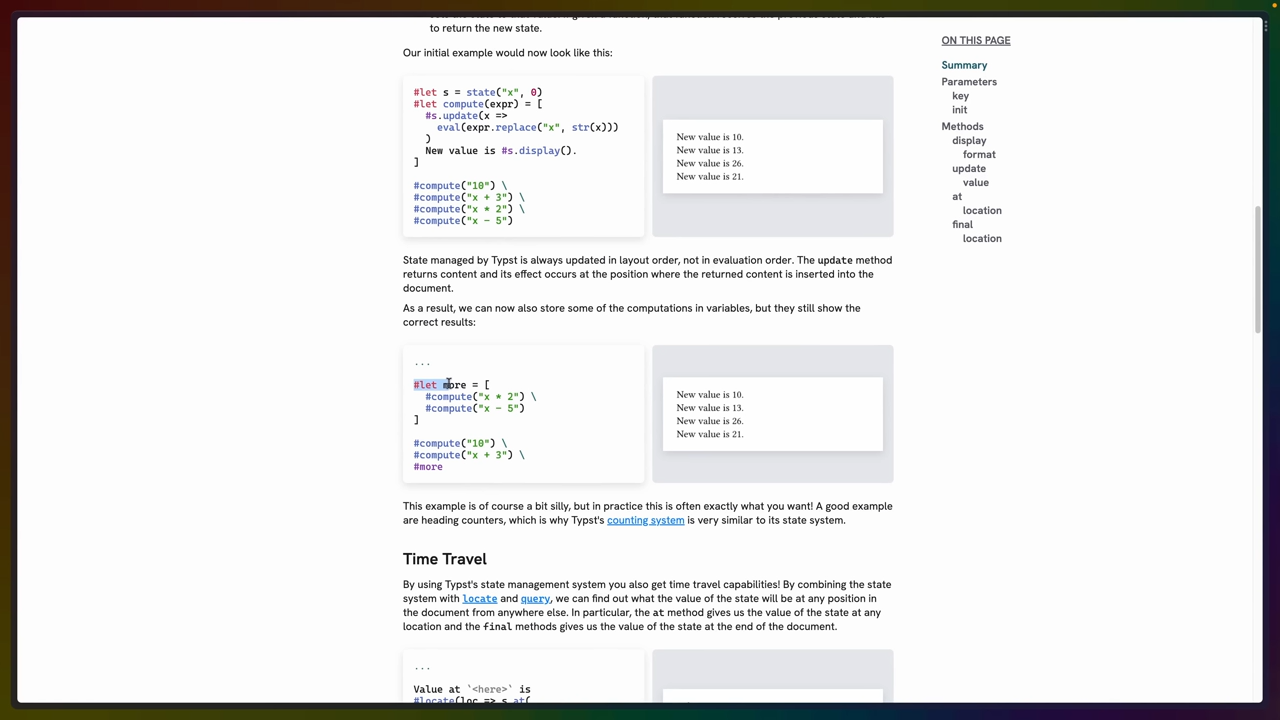 to return the new state.
Our initial example would now look like this:
#let s = state("x", 0)
#let compute(expr) = [
  #s.update(x =>
    eval(expr.replace("x", str(x)))
  )
  New value is #s.display().
]
#compute("10") \
#compute("x + 3") \
#compute("x * 2") \
#compute("x - 5")
New value is 10.
New value is 13.
New value is 26.
New value is 21.
State managed by Typst is always updated in layout order, not in evaluation order. The update method
returns content and its effect occurs at the position where the returned content is inserted into the
document.
As a result, we can now also store some of the computations in variables, but they still show the
correct results:
...
#let more = [
  #compute("x * 2") \
  #compute("x - 5")
]
#compute("10") \
#compute("x + 3") \
#more
New value is 10.
New value is 13.
New value is 26.
New value is 21.
This example is of course a bit silly, but in practice this is often exactly what you want! A good example
are heading counters, which is why Typst's counting system is very similar to its state system.
Time Travel
By using Typst's state management system you also get time travel capabilities! By combining the state
system with locate and query, we can find out what the value of the state will be at any position in
the document from anywhere else. In particular, the at method gives us the value of the state at any
location and the final methods gives us the value of the state at the end of the document.
...
Value at `<here>` is
#locate(loc => s.at(
ON THIS PAGE
Summary
Parameters
key
init
Methods
display
format
update
value
at
location
final
location